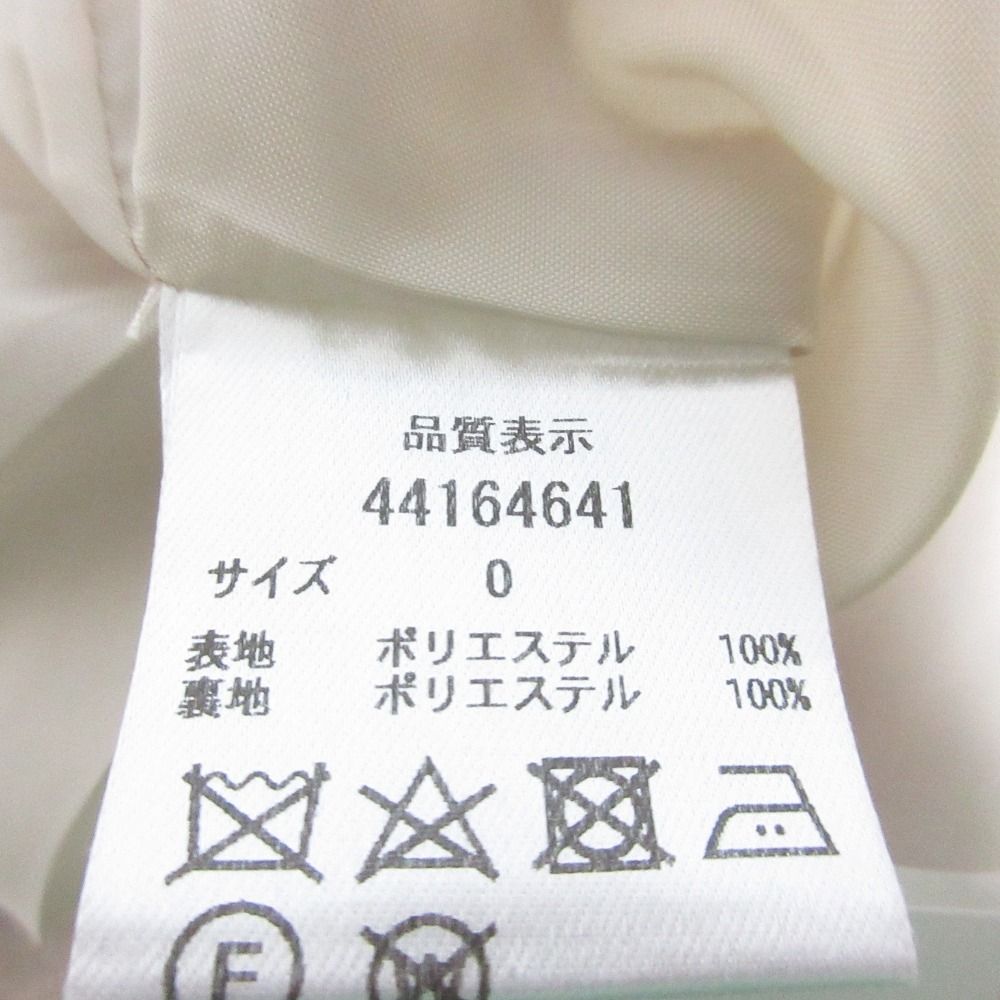 品質表示
44164641
サイズ 0
表地 ポリエステル 100%
裏地 ポリエステル 100%
F W